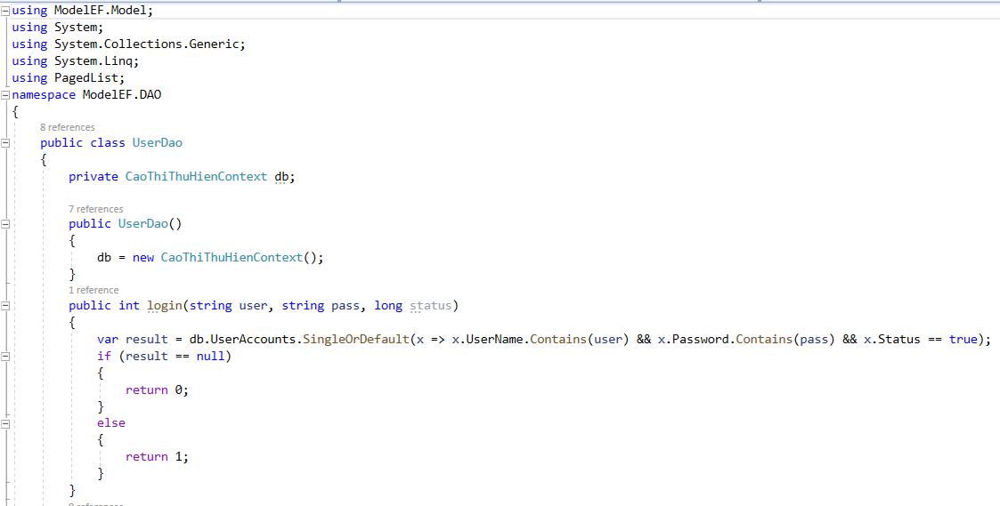 using ModelEF.Model;
using System;
using System.Collections.Generic;
using System.Linq;
using PagedList;
namespace ModelEF.DAO
{
8 references
public class UserDao
{
private CaoThiThuHienContext db;
7 references
public UserDao()
{
db = new CaoThiThuHienContext();
}
1 reference
public int login(string user, string pass, long status)
{
var result = db.UserAccounts.SingleOrDefault(x => x.UserName.Contains(user) && x.Password.Contains(pass) && x.Status == true);
if (result == null)
{
return 0;
}
else
{
return 1;
}
}